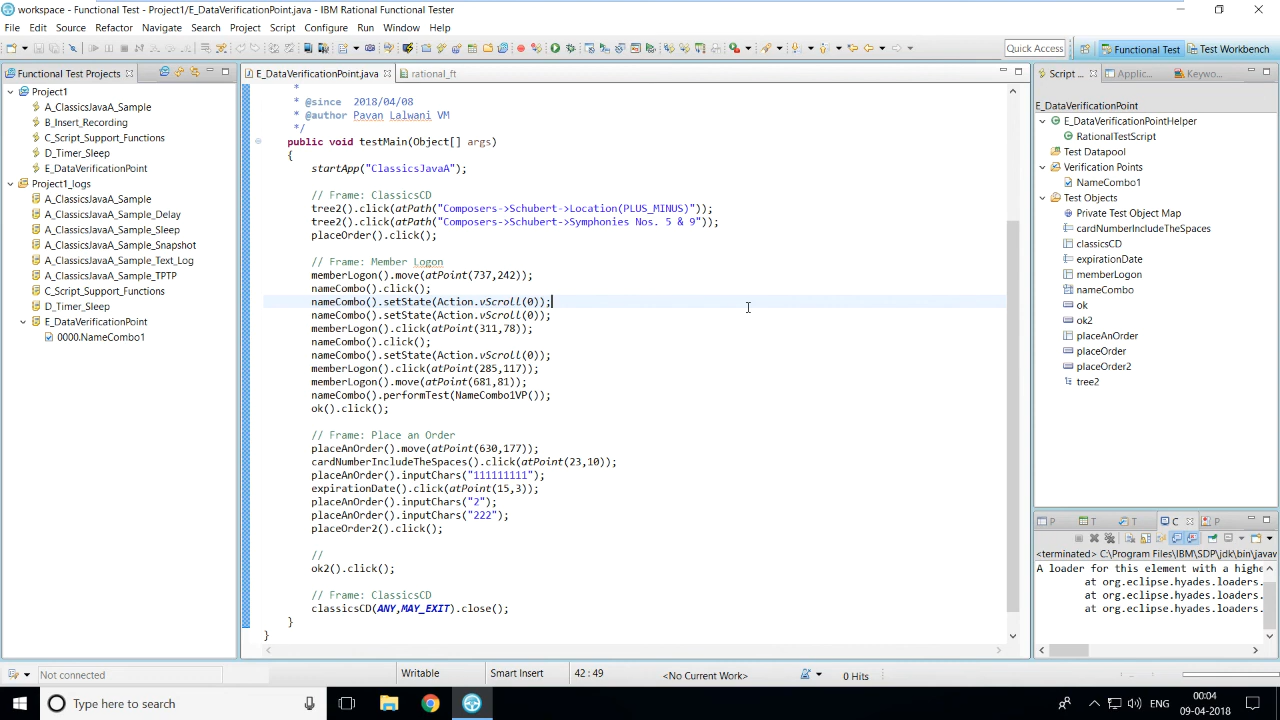 workspace - Functional Test - Project1/E_DataVerificationPoint.java - IBM Rational Functional Tester
File Edit Source Refactor Navigate Search Project Script Configure Run Window Help
Quick Access
Functional Test
Test Workbench
Functional Test Projects
Project1
A_ClassicsJavaA_Sample
B_Insert_Recording
C_Script_Support_Functions
D_Timer_Sleep
E_DataVerificationPoint
Project1_logs
A_ClassicsJavaA_Sample
A_ClassicsJavaA_Sample_Delay
A_ClassicsJavaA_Sample_Sleep
A_ClassicsJavaA_Sample_Snapshot
A_ClassicsJavaA_Sample_Text_Log
A_ClassicsJavaA_Sample_TPTP
C_Script_Support_Functions
D_Timer_Sleep
E_DataVerificationPoint
0000.NameCombo1
E_DataVerificationPoint.java
rational_ft
*
* @since 2018/04/08
* @author Pavan Lalwani VM
*/
public void testMain(Object[] args)
{
startApp("ClassicsJavaA");
// Frame: ClassicsCD
tree2().click(atPath("Composers->Schubert->Location(PLUS_MINUS)"));
tree2().click(atPath("Composers->Schubert->Symphonies Nos. 5 & 9"));
placeOrder().click();
// Frame: Member Logon
memberLogon().move(atPoint(737,242));
nameCombo().click();
nameCombo().setState(Action.vScroll(0));
nameCombo().setState(Action.vScroll(0));
memberLogon().click(atPoint(311,78));
nameCombo().click();
nameCombo().setState(Action.vScroll(0));
memberLogon().click(atPoint(285,117));
memberLogon().move(atPoint(681,81));
nameCombo().performTest(NameCombo1VP());
ok().click();
// Frame: Place an Order
placeAnOrder().move(atPoint(630,177));
cardNumberIncludeTheSpaces().click(atPoint(23,10));
placeAnOrder().inputChars("111111111");
expirationDate().click(atPoint(15,3));
placeAnOrder().inputChars("2");
placeAnOrder().inputChars("222");
placeOrder2().click();
//
ok2().click();
// Frame: ClassicsCD
classicsCD(ANY,MAY_EXIT).close();
}
}
Script ...
Applic...
Keywo...
E_DataVerificationPoint
E_DataVerificationPointHelper
RationalTestScript
Test Datapool
Verification Points
NameCombo1
Test Objects
Private Test Object Map
cardNumberIncludeTheSpaces
classicsCD
expirationDate
memberLogon
nameCombo
ok
ok2
placeAnOrder
placeOrder
placeOrder2
tree2
P T T C P
<terminated> C:\Program Files\IBM\SDP\jdk\bin\javaw
A loader for this element with a highe
at org.eclipse.hyades.loaders.
at org.eclipse.hyades.loaders.
at org.eclipse.hyades.loaders.
Not connected
Writable
Smart Insert
42 : 49
<No Current Work>
0 Hits
Type here to search
ENG
00:04
09-04-2018